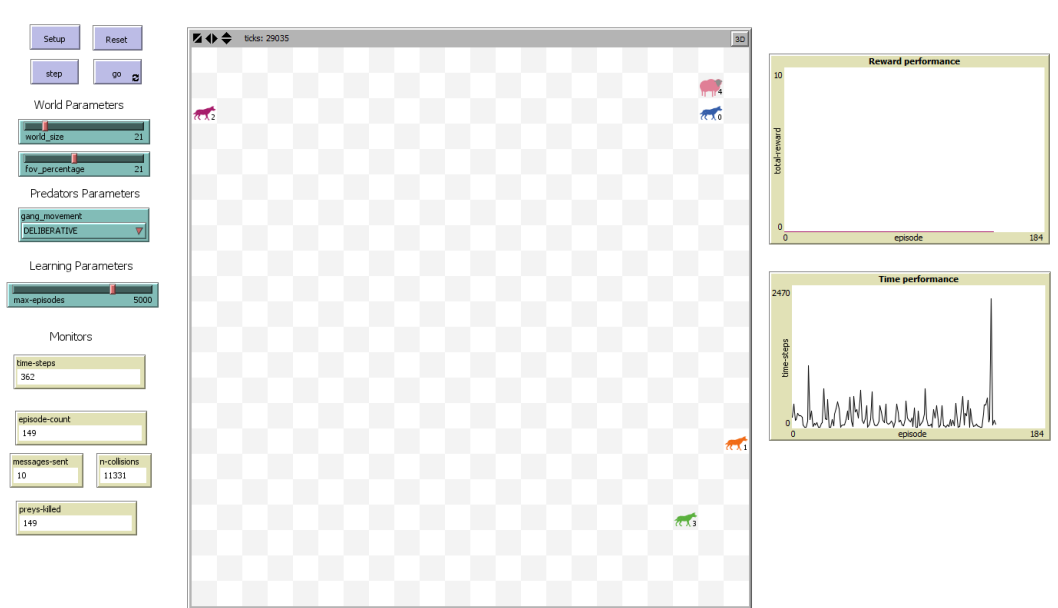 Setup
Reset
step
go
World Parameters
world_size 21
fov_percentage 21
Predators Parameters
gang_movement
DELIBERATIVE
Learning Parameters
max-episodes 5000
Monitors
time-steps
362
episode-count
149
messages-sent
10
n-collisions
11331
preys-killed
149
ticks: 29035
3D
4
2
0
1
3
Reward performance
10
total-reward
0
0
episode
184
Time performance
2470
time-steps
0
0
episode
184